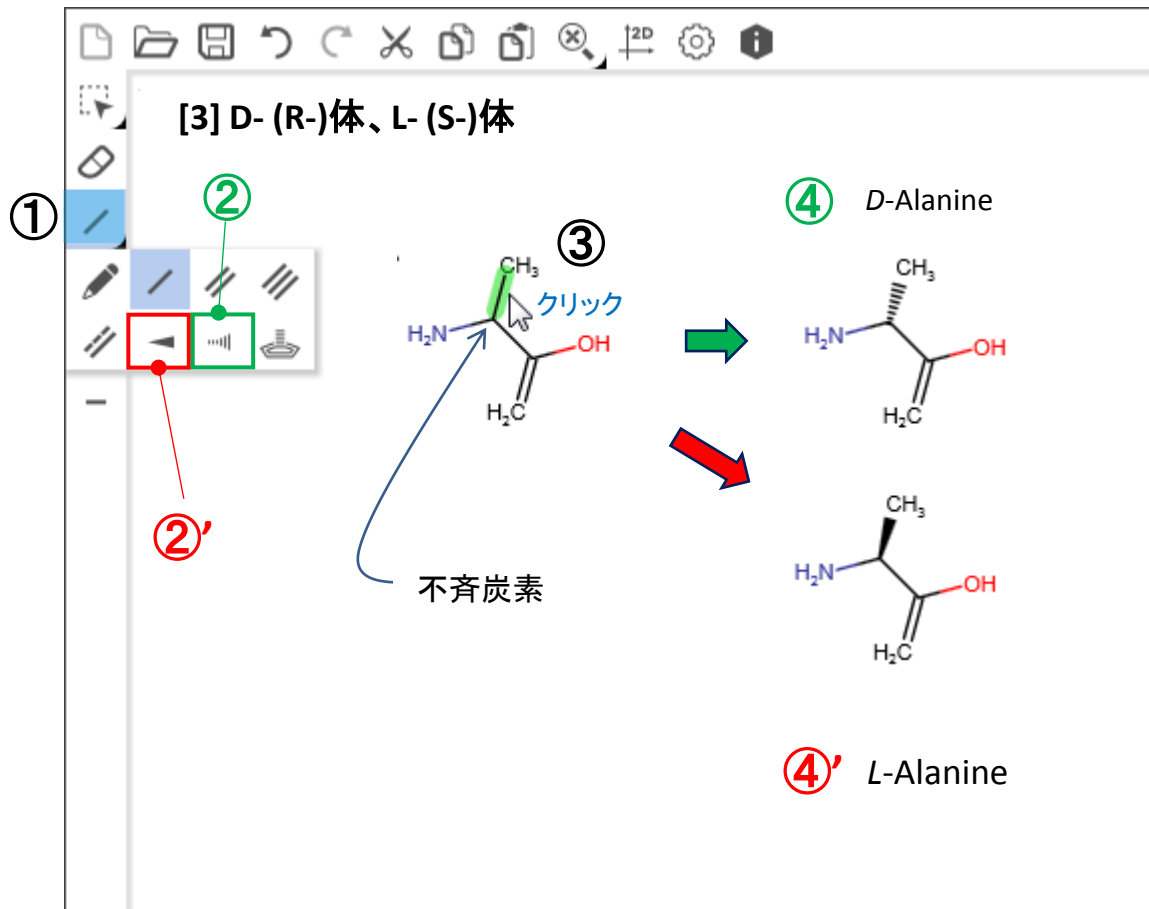 2D
[3] D- (R-)体、L- (S-)体
①
②
③
④ D-Alanine
CH₃
クリック
H₂N
OH
H₂C
CH₃
H₂N
OH
H₂C
②’
不斉炭素
CH₃
H₂N
OH
H₂C
④’ L-Alanine